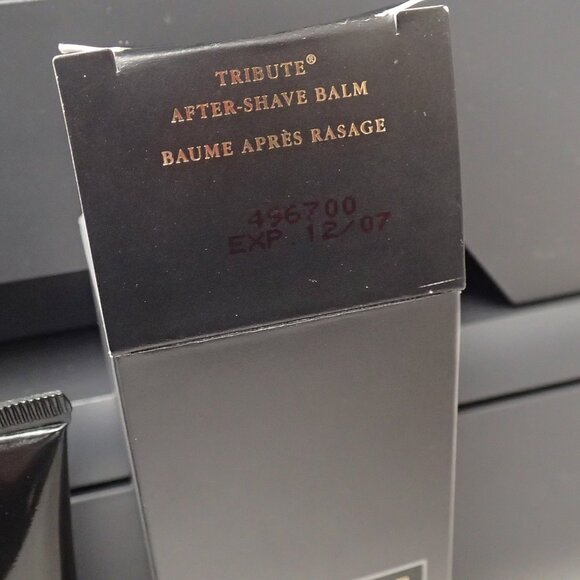 TRIBUTE®
AFTER-SHAVE BALM
BAUME APRÈS RASAGE
496700
EXP. 12/07